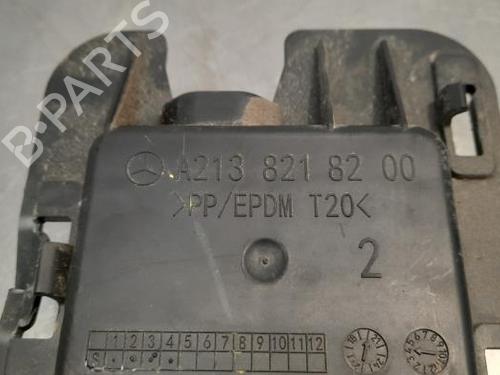 B-PARTS
A213 821 82 00
>PP/EPDM T20<
2
1 2 3 4 5 6 7 8 9 10 11 12
S